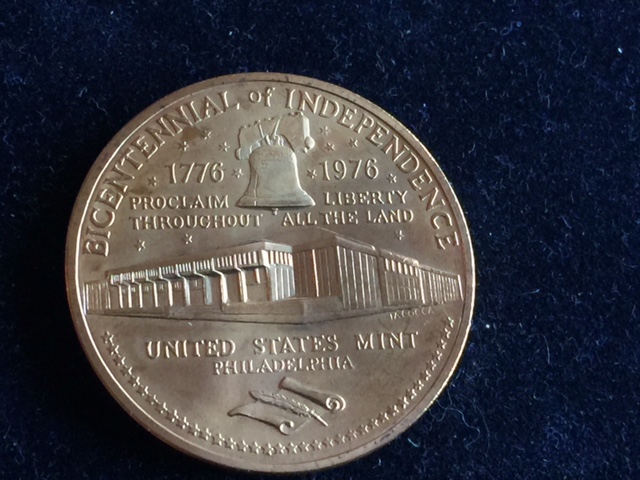 BICENTENNIAL of INDEPENDENCE
1776 1976
PROCLAIM LIBERTY
THROUGHOUT ALL THE LAND
IACOCCA
UNITED STATES MINT
PHILADELPHIA